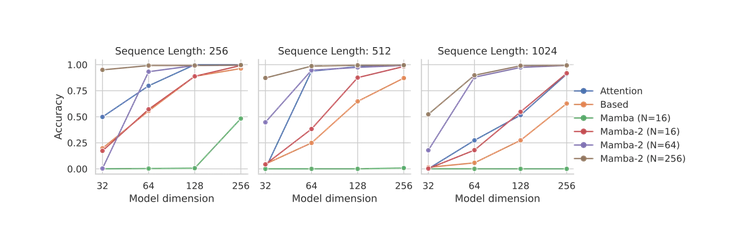 Sequence Length: 256
Sequence Length: 512
Sequence Length: 1024
Accuracy
1.00
0.75
0.50
0.25
0.00
32 64 128 256
32 64 128 256
32 64 128 256
Model dimension
Model dimension
Model dimension
Attention
Based
Mamba (N=16)
Mamba-2 (N=16)
Mamba-2 (N=64)
Mamba-2 (N=256)